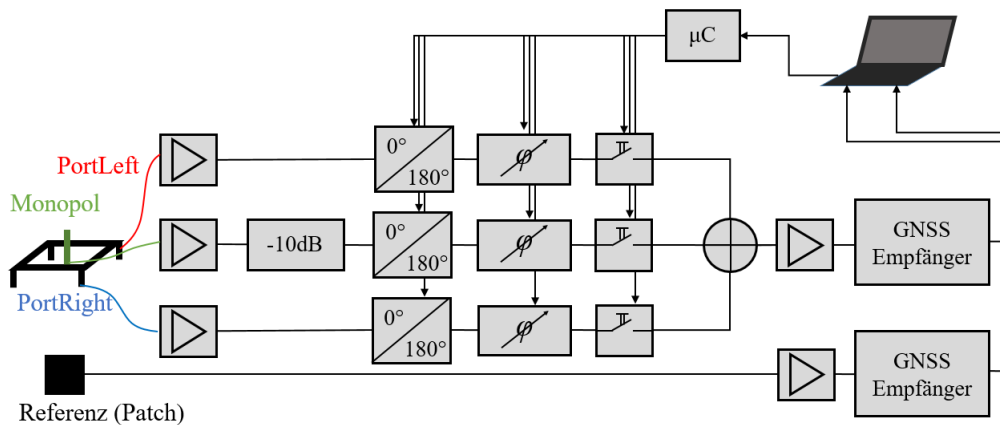 μC
PortLeft
0°
180°
φ
Monopol
-10dB
0°
180°
φ
GNSS
Empfänger
PortRight
0°
180°
φ
GNSS
Empfänger
Referenz (Patch)